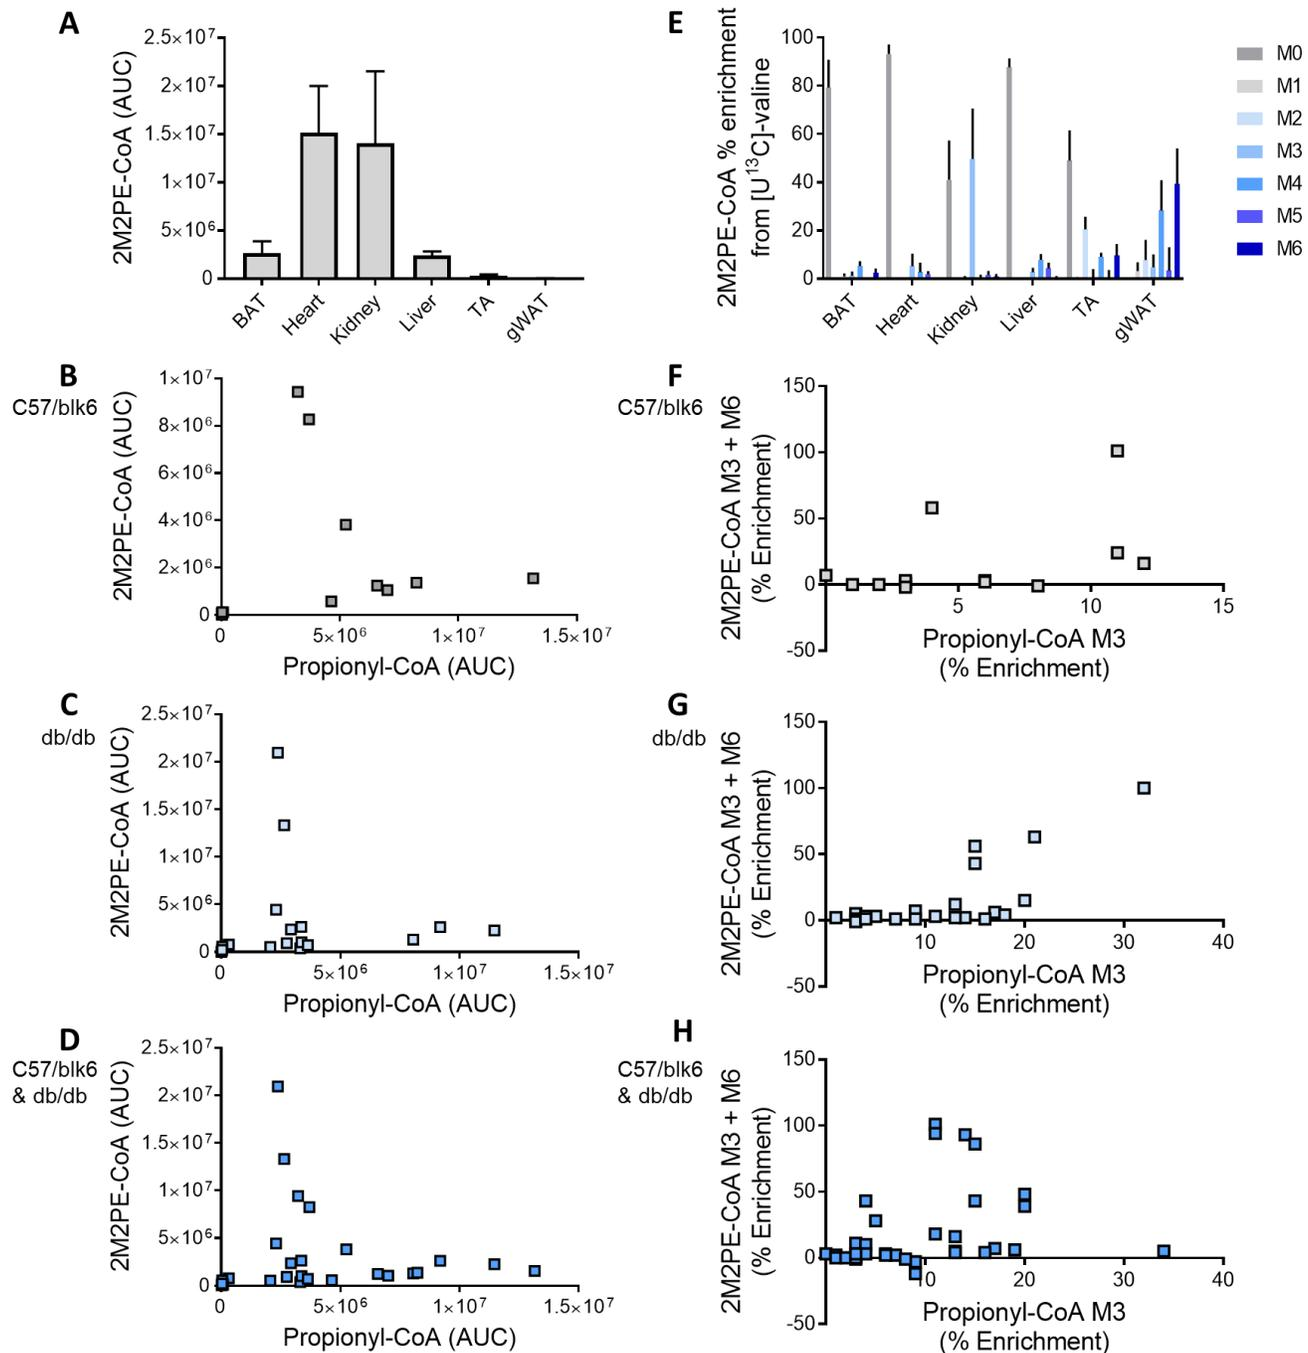 A
2M2PE-CoA (AUC)
2.5×10⁷
2×10⁷
1.5×10⁷
1×10⁷
5×10⁶
0
BAT
Heart
Kidney
Liver
TA
gWAT
E
2M2PE-CoA % enrichment
from [U¹³C]-valine
100
80
60
40
20
0
BAT
Heart
Kidney
Liver
TA
gWAT
M0
M1
M2
M3
M4
M5
M6
B
C57/blk6
2M2PE-CoA (AUC)
1×10⁷
8×10⁶
6×10⁶
4×10⁶
2×10⁶
0
0 5×10⁶ 1×10⁷ 1.5×10⁷
Propionyl-CoA (AUC)
F
C57/blk6
2M2PE-CoA M3 + M6
(% Enrichment)
150
100
50
0
-50
5 10 15
Propionyl-CoA M3
(% Enrichment)
C
db/db
2M2PE-CoA (AUC)
2.5×10⁷
2×10⁷
1.5×10⁷
1×10⁷
5×10⁶
0
0 5×10⁶ 1×10⁷ 1.5×10⁷
Propionyl-CoA (AUC)
G
db/db
2M2PE-CoA M3 + M6
(% Enrichment)
150
100
50
0
-50
10 20 30 40
Propionyl-CoA M3
(% Enrichment)
D
C57/blk6
& db/db
2M2PE-CoA (AUC)
2.5×10⁷
2×10⁷
1.5×10⁷
1×10⁷
5×10⁶
0
0 5×10⁶ 1×10⁷ 1.5×10⁷
Propionyl-CoA (AUC)
H
C57/blk6
& db/db
2M2PE-CoA M3 + M6
(% Enrichment)
150
100
50
0
-50
10 20 30 40
Propionyl-CoA M3
(% Enrichment)